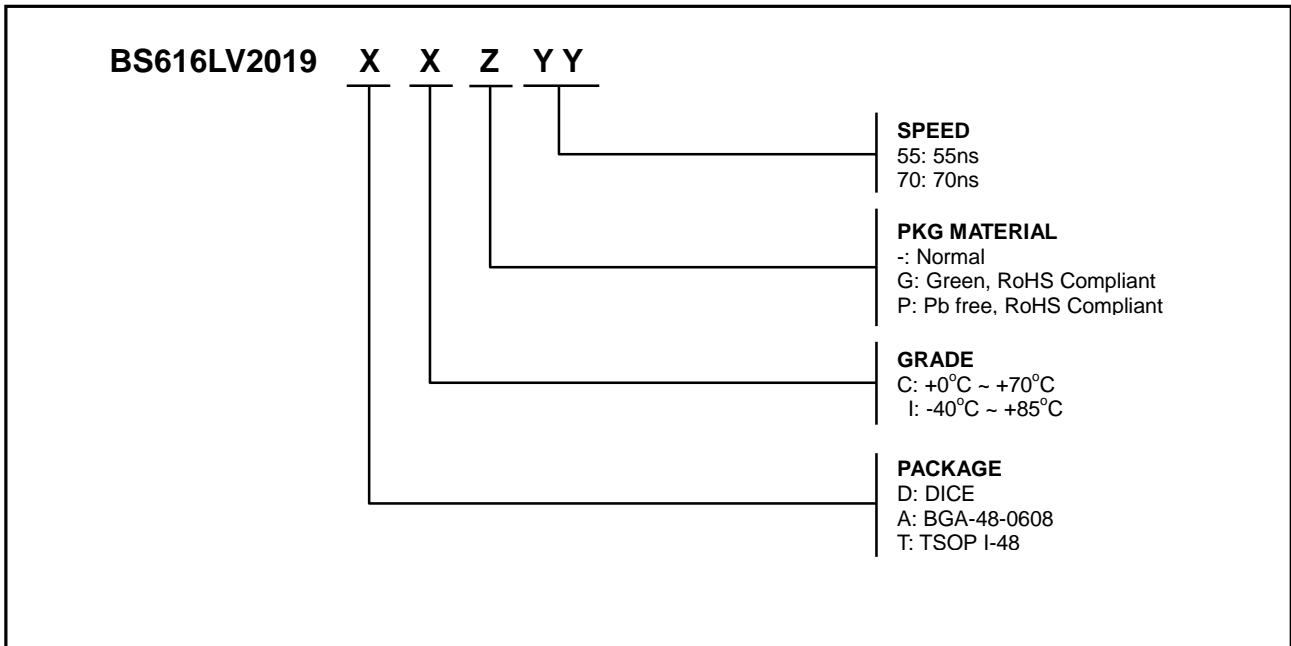 BS616LV2019 X X Z Y Y
SPEED
55: 55ns
70: 70ns
PKG MATERIAL
-: Normal
G: Green, RoHS Compliant
P: Pb free, RoHS Compliant
GRADE
C: +0°C ~ +70°C
I: -40°C ~ +85°C
PACKAGE
D: DICE
A: BGA-48-0608
T: TSOP I-48